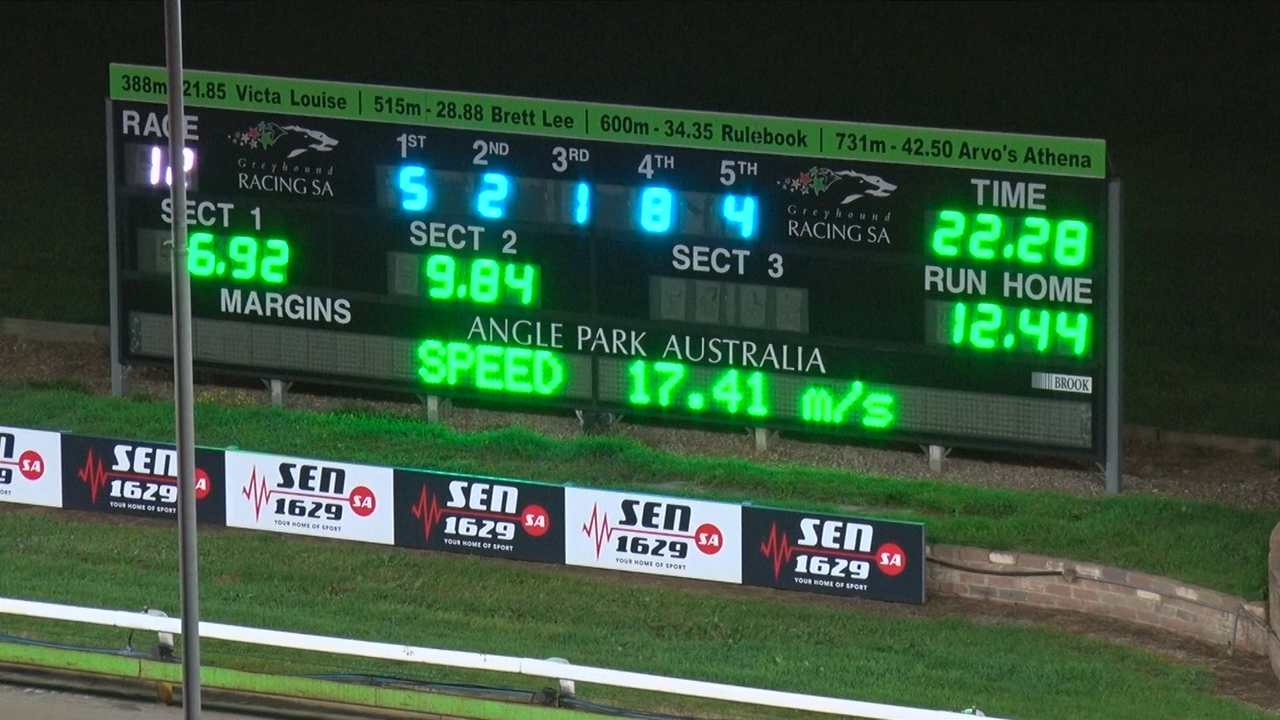 388m 21.85 Victa Louise | 515m - 28.88 Brett Lee | 600m - 34.35 Rulebook | 731m - 42.50 Arvo's Athena
RACE
Greyhound
RACING SA
1ST 2ND 3RD 4TH 5TH
5 2 1 8 4
Greyhound
RACING SA
TIME
22.28
SECT 1
6.92
SECT 2
9.84
SECT 3
RUN HOME
12.44
MARGINS
ANGLE PARK AUSTRALIA
SPEED 17.41 m/s
BROOK
N
9 SA
SEN
1629 SA
YOUR HOME OF SPORT
SEN
1629 SA
YOUR HOME OF SPORT
SEN
1629 SA
YOUR HOME OF SPORT
SEN
1629 SA
YOUR HOME OF SPORT
SEN
1629 SA
YOUR HOME OF SPORT